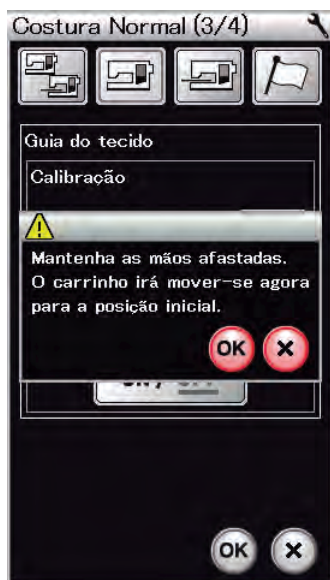 Costura Normal (3/4)
Guia do tecido
Calibração
Mantenha as mãos afastadas.
O carrinho irá mover-se agora
para a posição inicial.
OK
OK